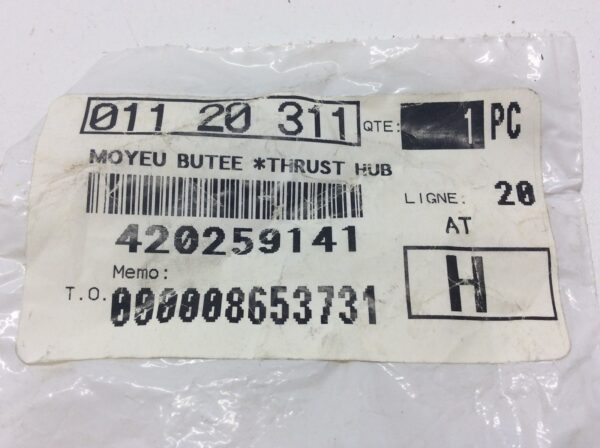 011 20 311 QTE: 1 PC
MOYEU BUTEE *THRUST HUB
LIGNE: 20
420259141
AT
Memo:
H
T.O. 000008653731